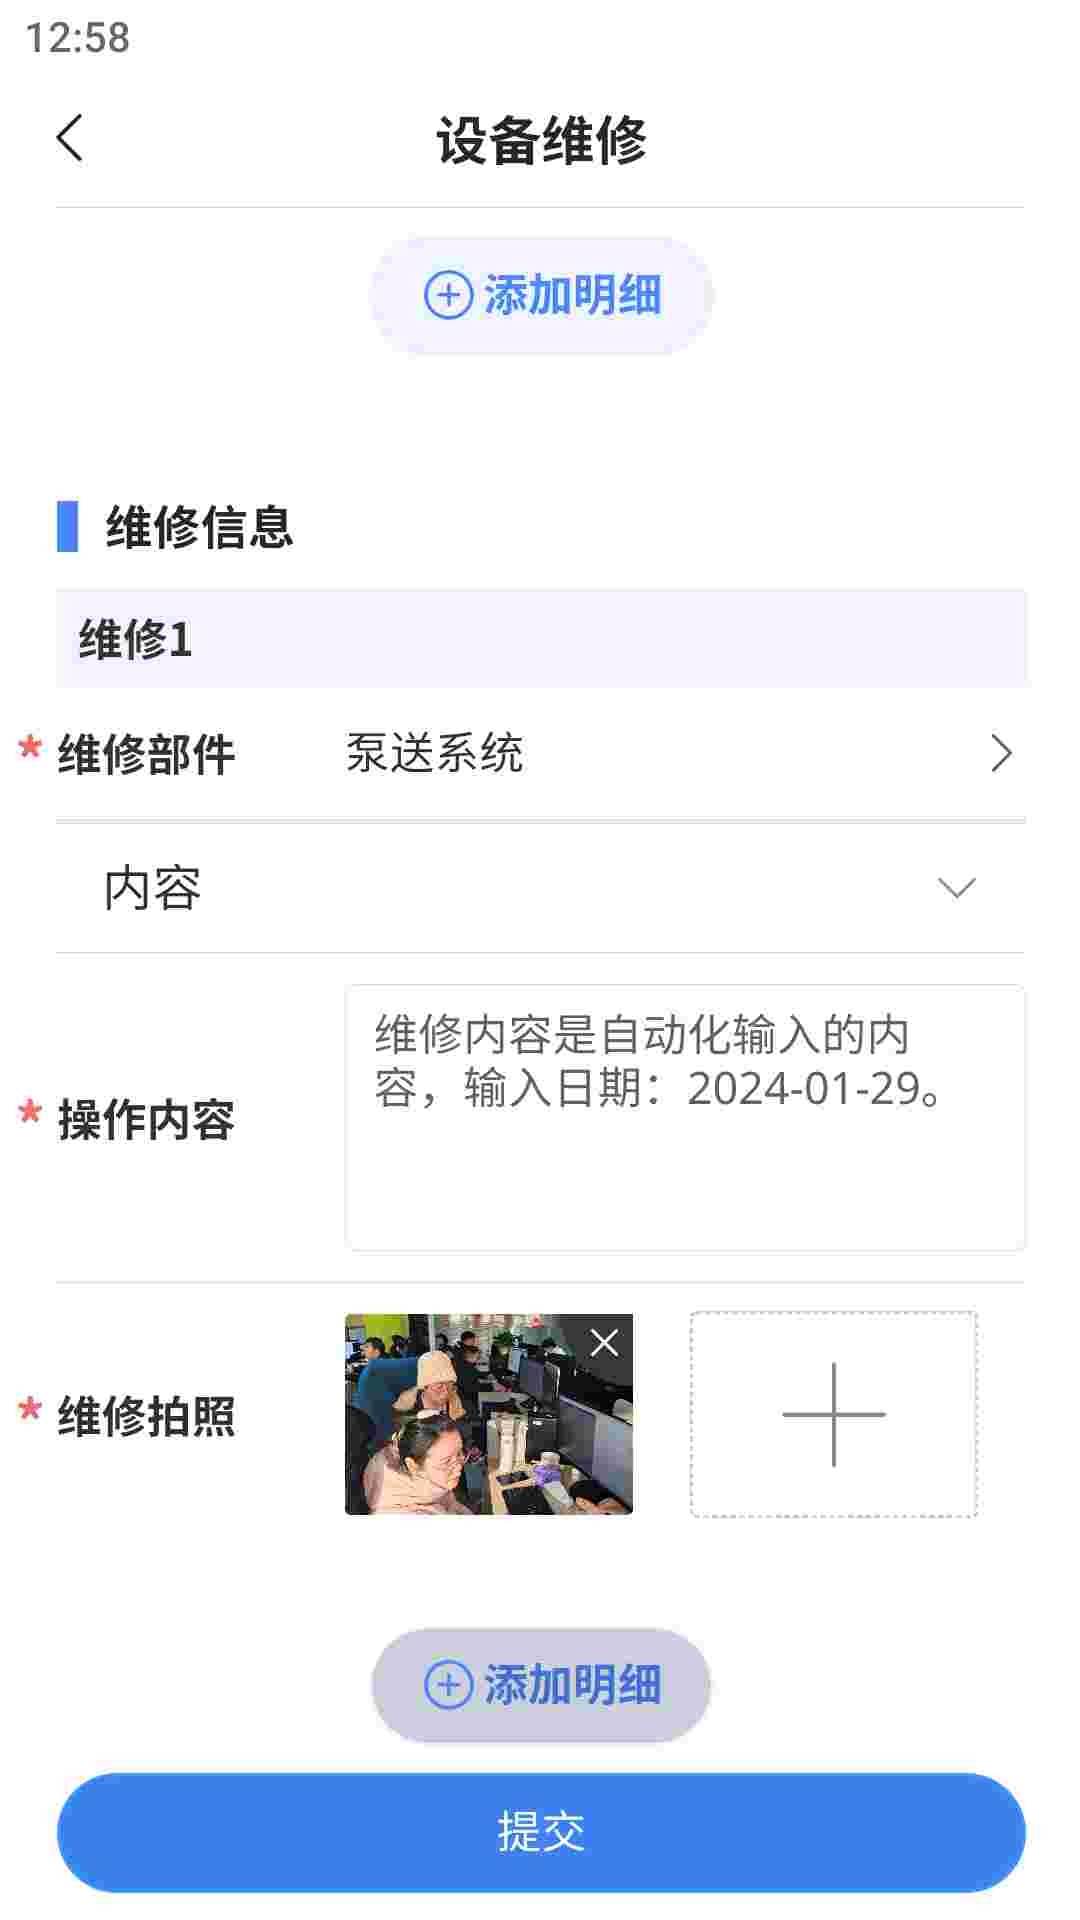 12:58
设备维修
添加明细
维修信息
维修1
* 维修部件 泵送系统
内容
* 操作内容
维修内容是自动化输入的内
容，输入日期：2024-01-29。
* 维修拍照
添加明细
提交